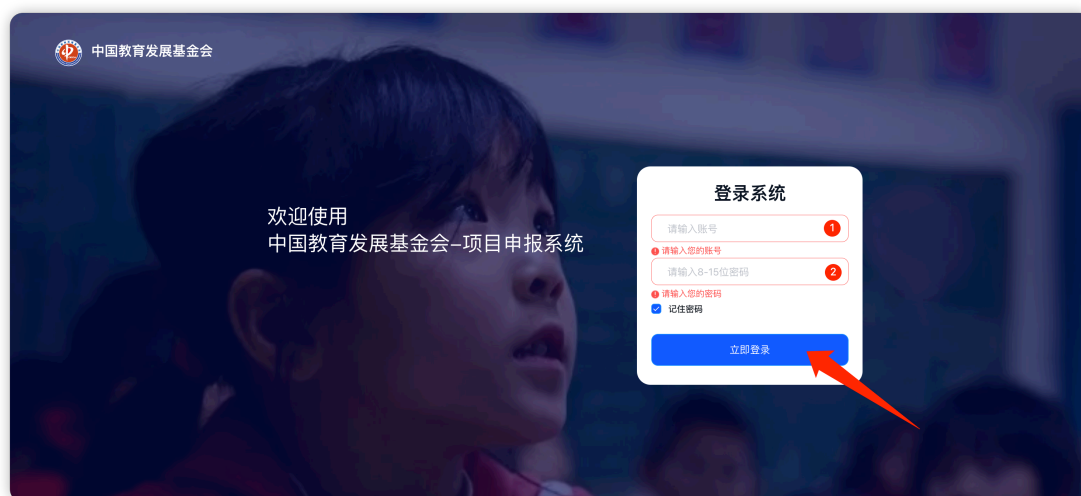 中国教育发展基金会
欢迎使用
中国教育发展基金会-项目申报系统
登录系统
请输入账号
1
请输入您的账号
请输入8-15位密码
2
请输入您的密码
记住密码
立即登录